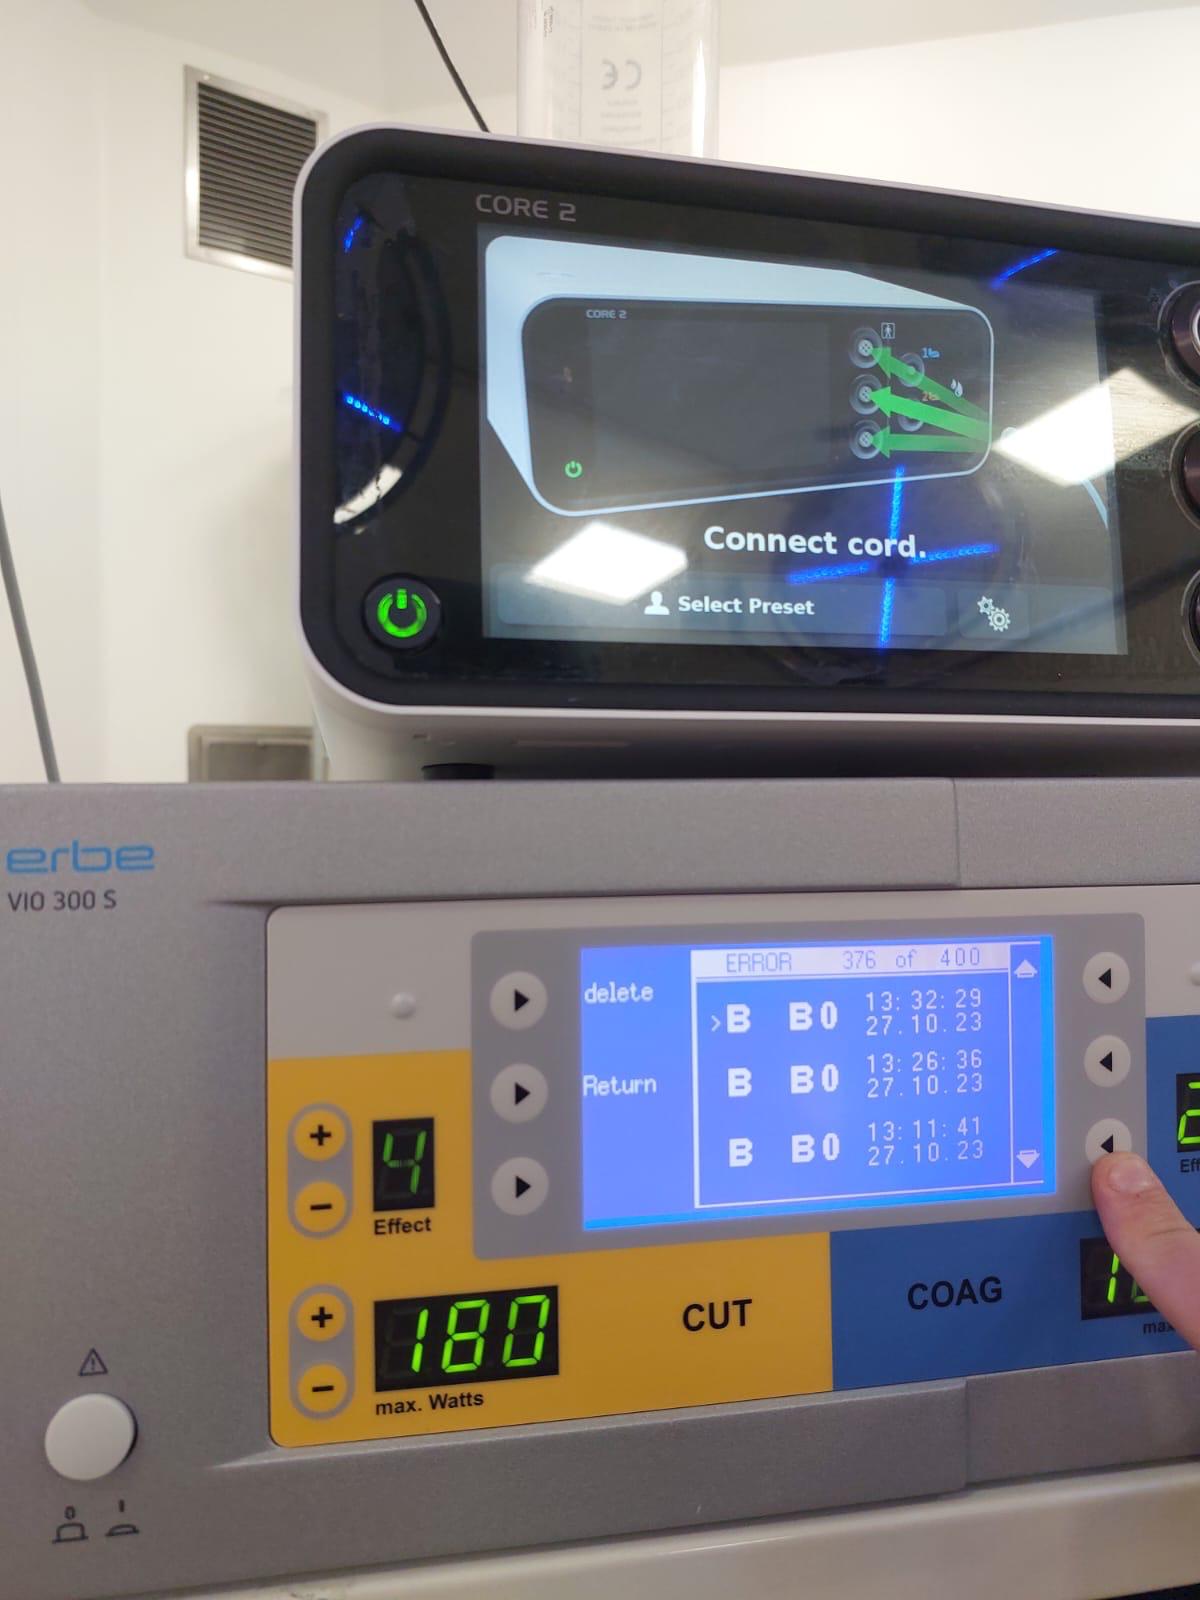 CE
CORE 2
CORE 2
Connect cord.
Select Preset
erbe
VIO 300 S
ERROR 376 of 400
delete
>B B0 13:32:29
27.10.23
Return
B B0 13:26:36
27.10.23
B B0 13:11:41
27.10.23
+
4
−
Effect
+
180
−
max. Watts
CUT
COAG